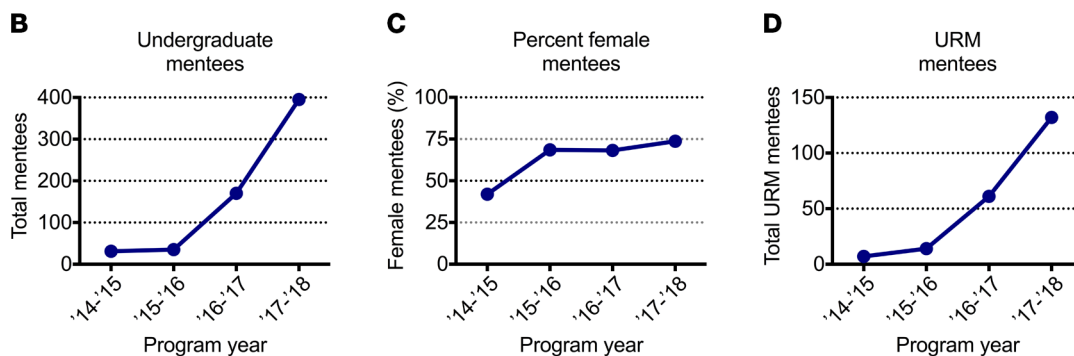 B
Undergraduate
mentees
Total mentees
400
300
200
100
0
’14-’15
’15-’16
’16-’17
’17-’18
Program year
C
Percent female
mentees
Female mentees (%)
100
75
50
25
0
’14-’15
’15-’16
’16-’17
’17-’18
Program year
D
URM
mentees
Total URM mentees
150
100
50
0
’14-’15
’15-’16
’16-’17
’17-’18
Program year